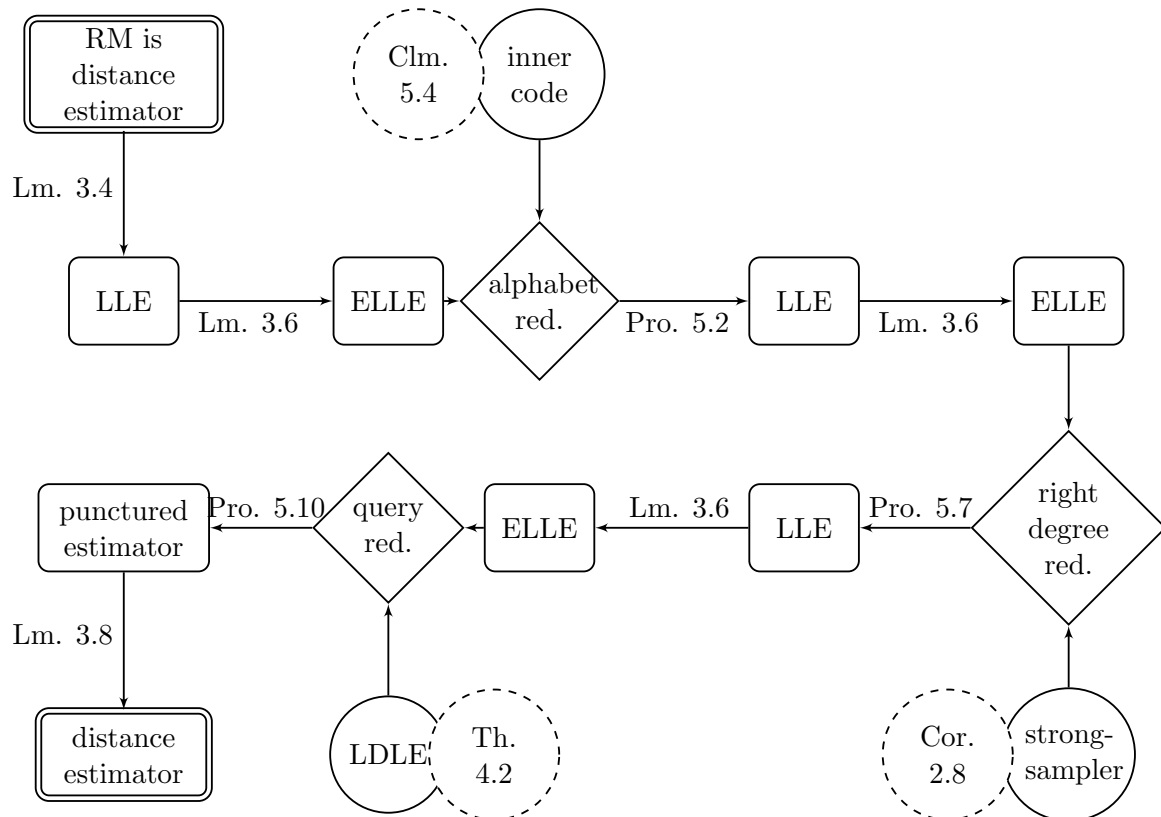 RM is
distance
estimator
Clm.
5.4
inner
code
Lm. 3.4
LLE
Lm. 3.6
ELLE
alphabet
red.
Pro. 5.2
LLE
Lm. 3.6
ELLE
right
degree
red.
Pro. 5.7
LLE
Lm. 3.6
ELLE
query
red.
Pro. 5.10
punctured
estimator
Lm. 3.8
distance
estimator
LDLE
Th.
4.2
Cor.
2.8
strong-
sampler